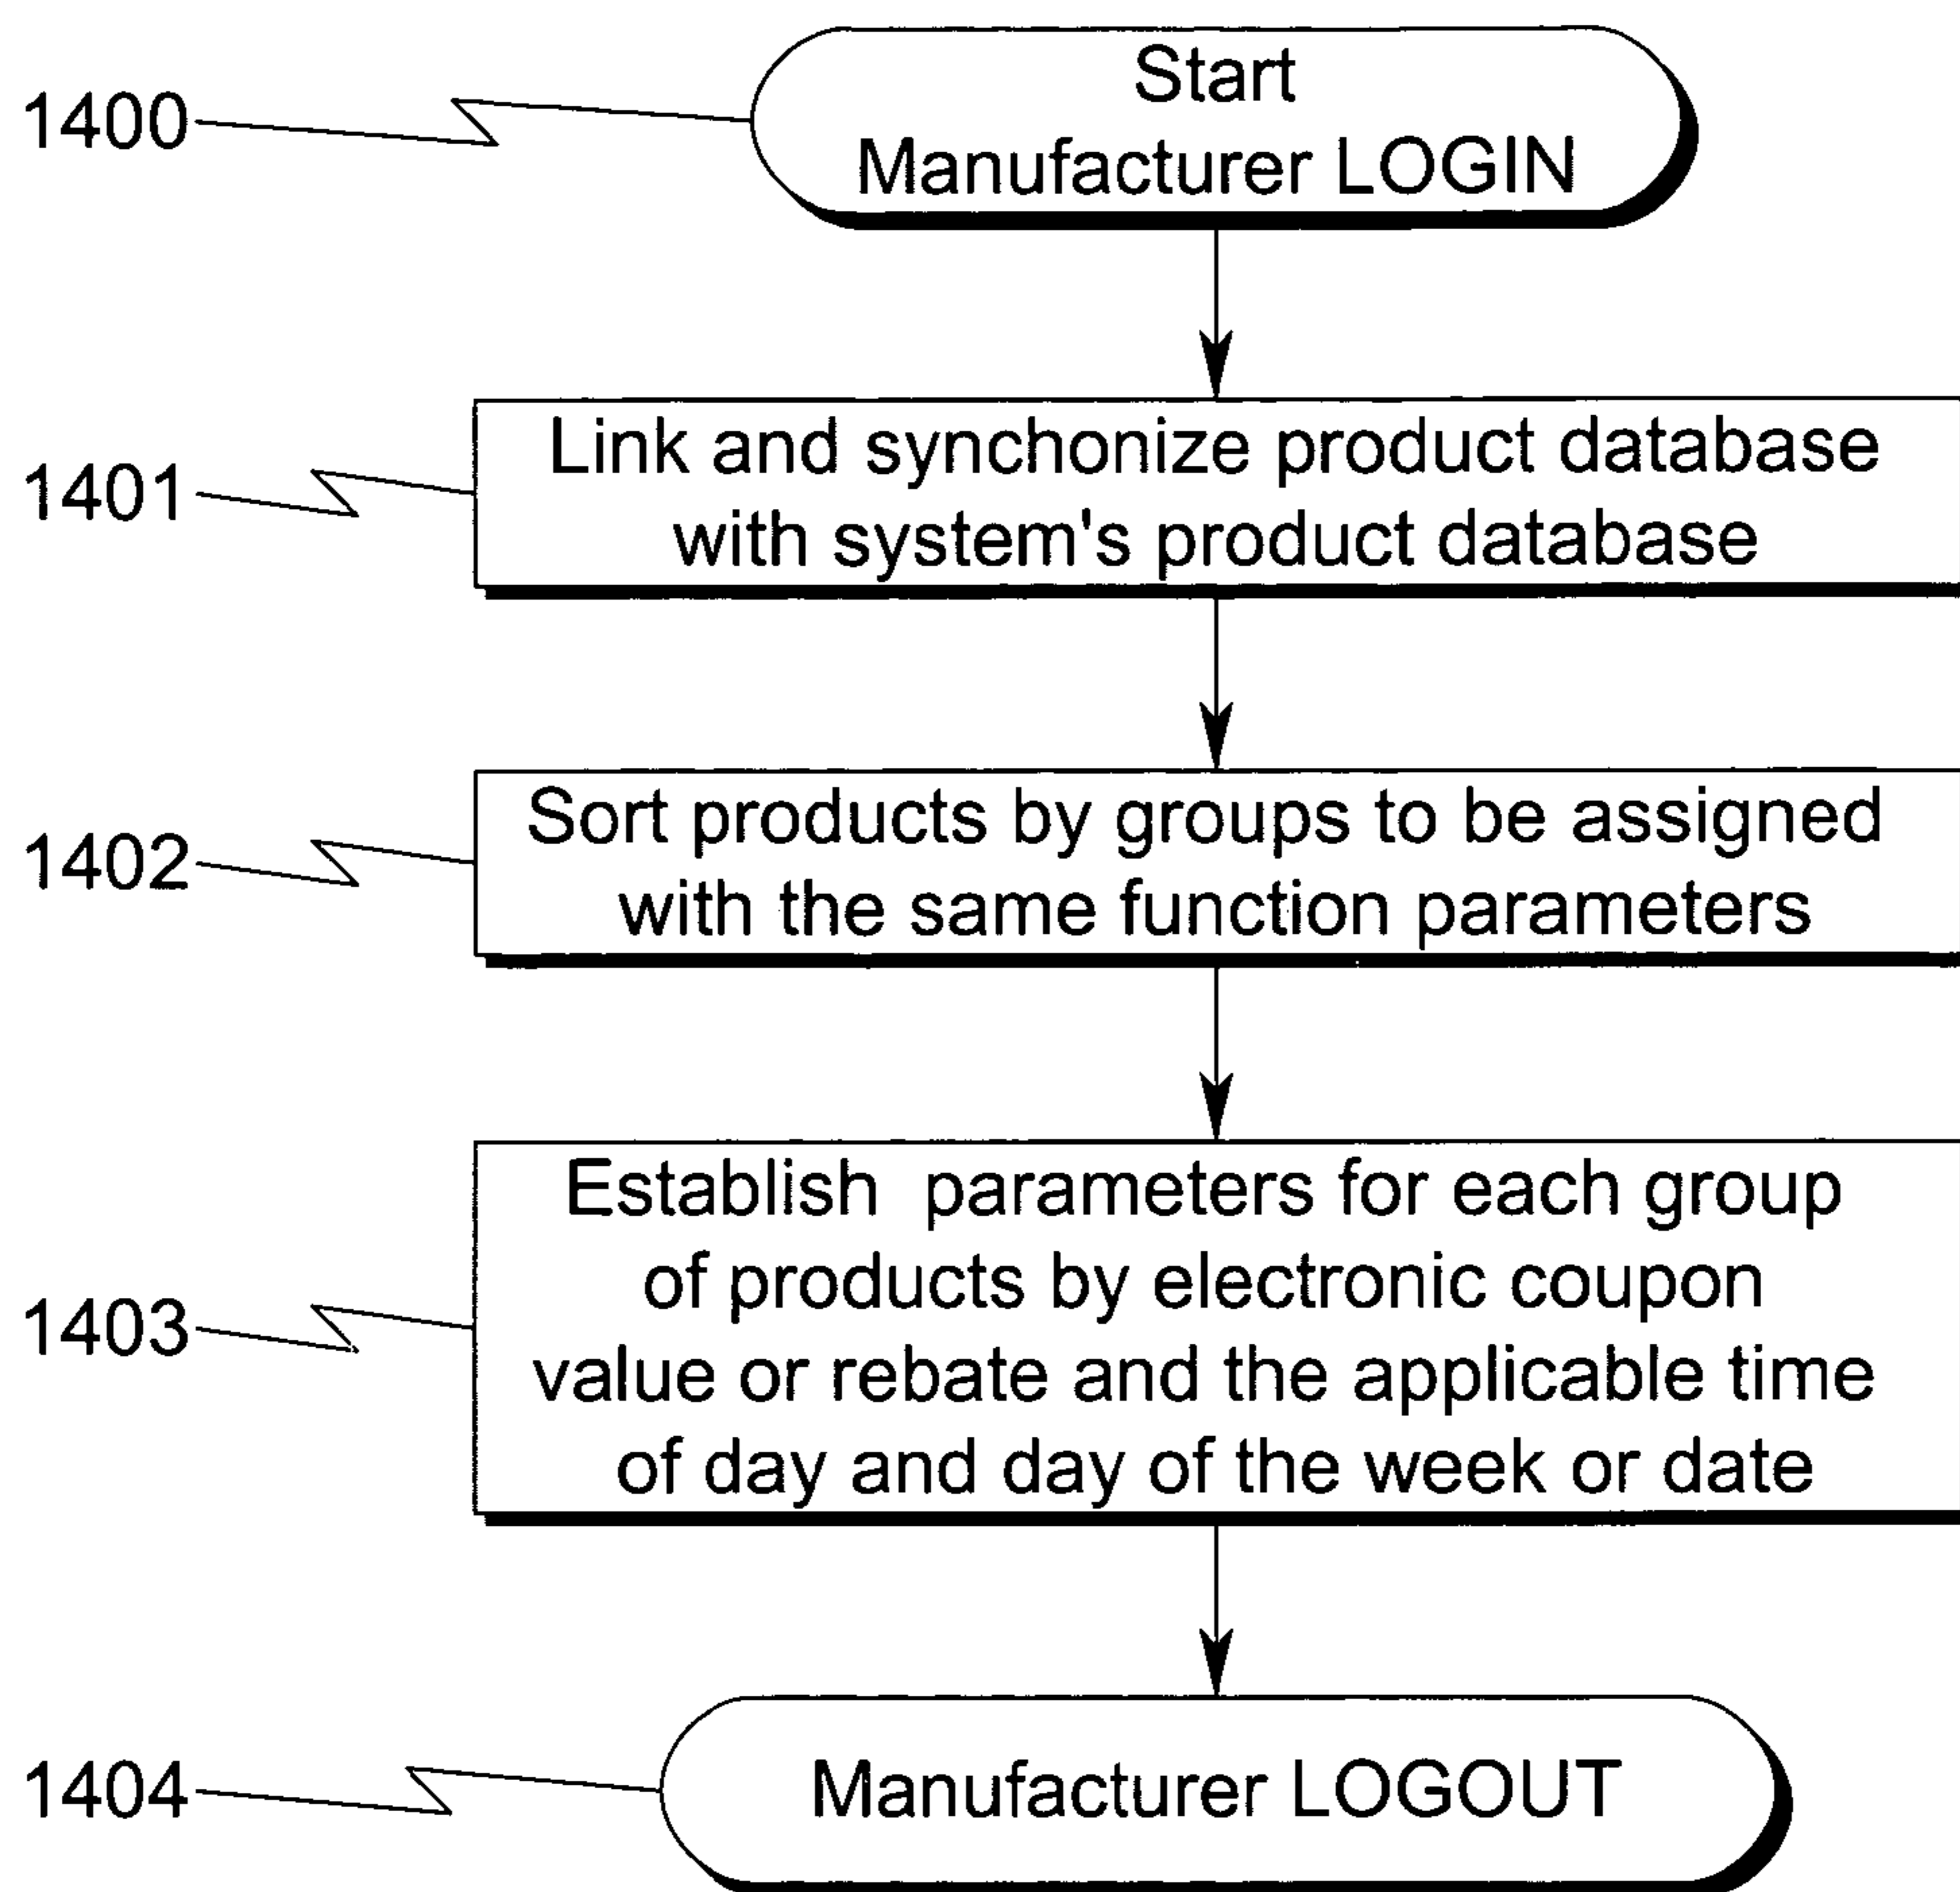 1400
Start
Manufacturer LOGIN
1401
Link and synchonize product database
with system's product database
1402
Sort products by groups to be assigned
with the same function parameters
1403
Establish parameters for each group
of products by electronic coupon
value or rebate and the applicable time
of day and day of the week or date
1404
Manufacturer LOGOUT